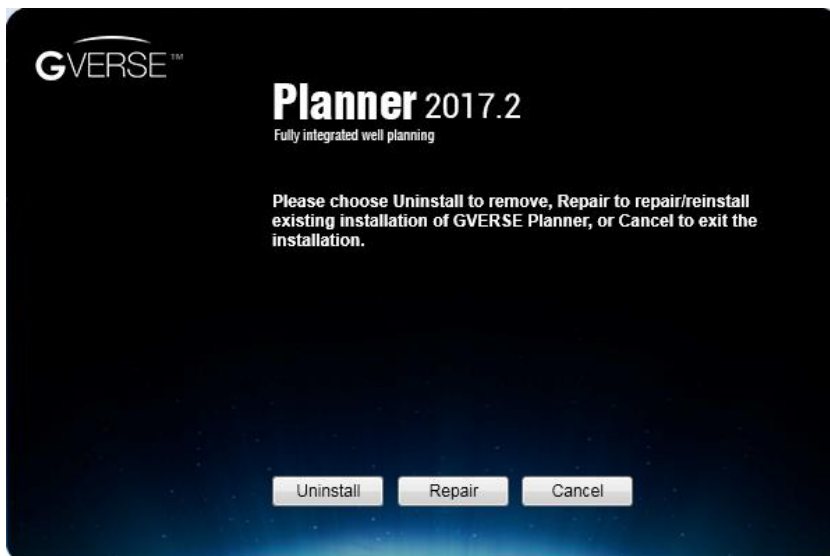 GVERSE™
Planner 2017.2
Fully integrated well planning
Please choose Uninstall to remove, Repair to repair/reinstall
existing installation of GVERSE Planner, or Cancel to exit the
installation.
Uninstall Repair Cancel